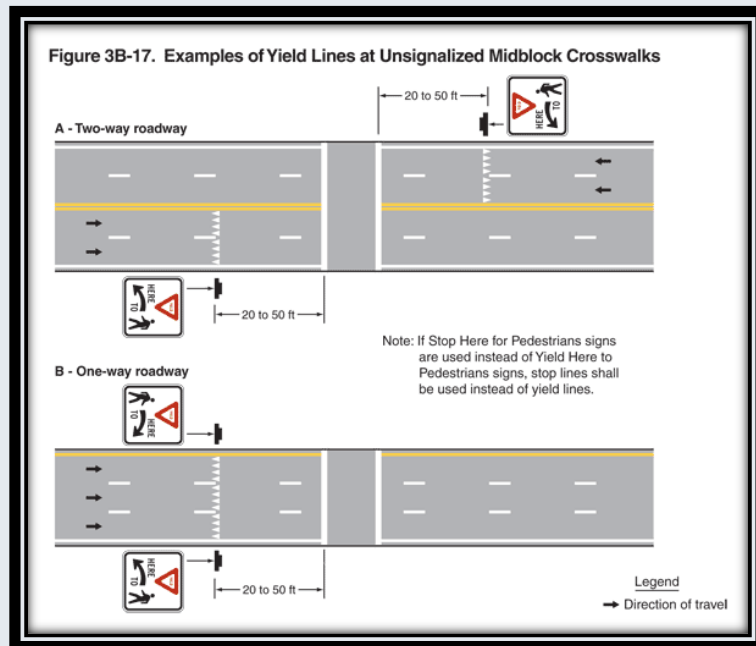 Figure 3B-17. Examples of Yield Lines at Unsignalized Midblock Crosswalks
20 to 50 ft
HERE
TO
A - Two-way roadway
HERE
TO
20 to 50 ft
Note: If Stop Here for Pedestrians signs
are used instead of Yield Here to
Pedestrians signs, stop lines shall
be used instead of yield lines.
B - One-way roadway
HERE
TO
HERE
TO
20 to 50 ft
Legend
Direction of travel